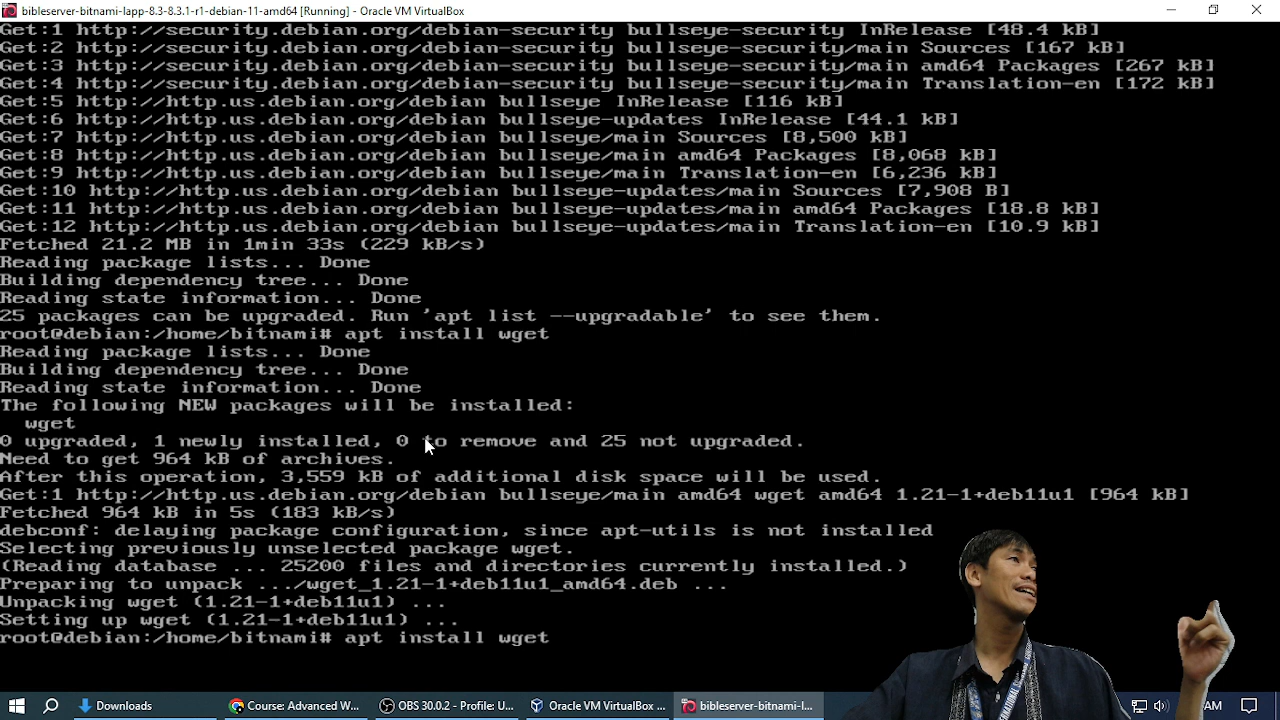 bibleserver-bitnami-lapp-8.3-8.3.1-r1-debian-11-amd64 [Running] - Oracle VM VirtualBox
Get:1 http://security.debian.org/debian-security bullseye-security InRelease [48.4 kB]
Get:2 http://security.debian.org/debian-security bullseye-security/main Sources [167 kB]
Get:3 http://security.debian.org/debian-security bullseye-security/main amd64 Packages [267 kB]
Get:4 http://security.debian.org/debian-security bullseye-security/main Translation-en [172 kB]
Get:5 http://http.us.debian.org/debian bullseye InRelease [116 kB]
Get:6 http://http.us.debian.org/debian bullseye-updates InRelease [44.1 kB]
Get:7 http://http.us.debian.org/debian bullseye/main Sources [8,500 kB]
Get:8 http://http.us.debian.org/debian bullseye/main amd64 Packages [8,068 kB]
Get:9 http://http.us.debian.org/debian bullseye/main Translation-en [6,236 kB]
Get:10 http://http.us.debian.org/debian bullseye-updates/main Sources [7,908 B]
Get:11 http://http.us.debian.org/debian bullseye-updates/main amd64 Packages [18.8 kB]
Get:12 http://http.us.debian.org/debian bullseye-updates/main Translation-en [10.9 kB]
Fetched 21.2 MB in 1min 33s (229 kB/s)
Reading package lists... Done
Building dependency tree... Done
Reading state information... Done
25 packages can be upgraded. Run 'apt list --upgradable' to see them.
root@debian:/home/bitnami# apt install wget
Reading package lists... Done
Building dependency tree... Done
Reading state information... Done
The following NEW packages will be installed:
wget
0 upgraded, 1 newly installed, 0 to remove and 25 not upgraded.
Need to get 964 kB of archives.
After this operation, 3,559 kB of additional disk space will be used.
Get:1 http://http.us.debian.org/debian bullseye/main amd64 wget amd64 1.21-1+deb11u1 [964 kB]
Fetched 964 kB in 5s (183 kB/s)
debconf: delaying package configuration, since apt-utils is not installed
Selecting previously unselected package wget.
(Reading database ... 25200 files and directories currently installed.)
Preparing to unpack .../wget_1.21-1+deb11u1_amd64.deb ...
Unpacking wget (1.21-1+deb11u1) ...
Setting up wget (1.21-1+deb11u1) ...
root@debian:/home/bitnami# apt install wget
Downloads Course: Advanced W... OBS 30.0.2 - Profile: U... Oracle VM VirtualBox ... bibleserver-bitnami-l... AM